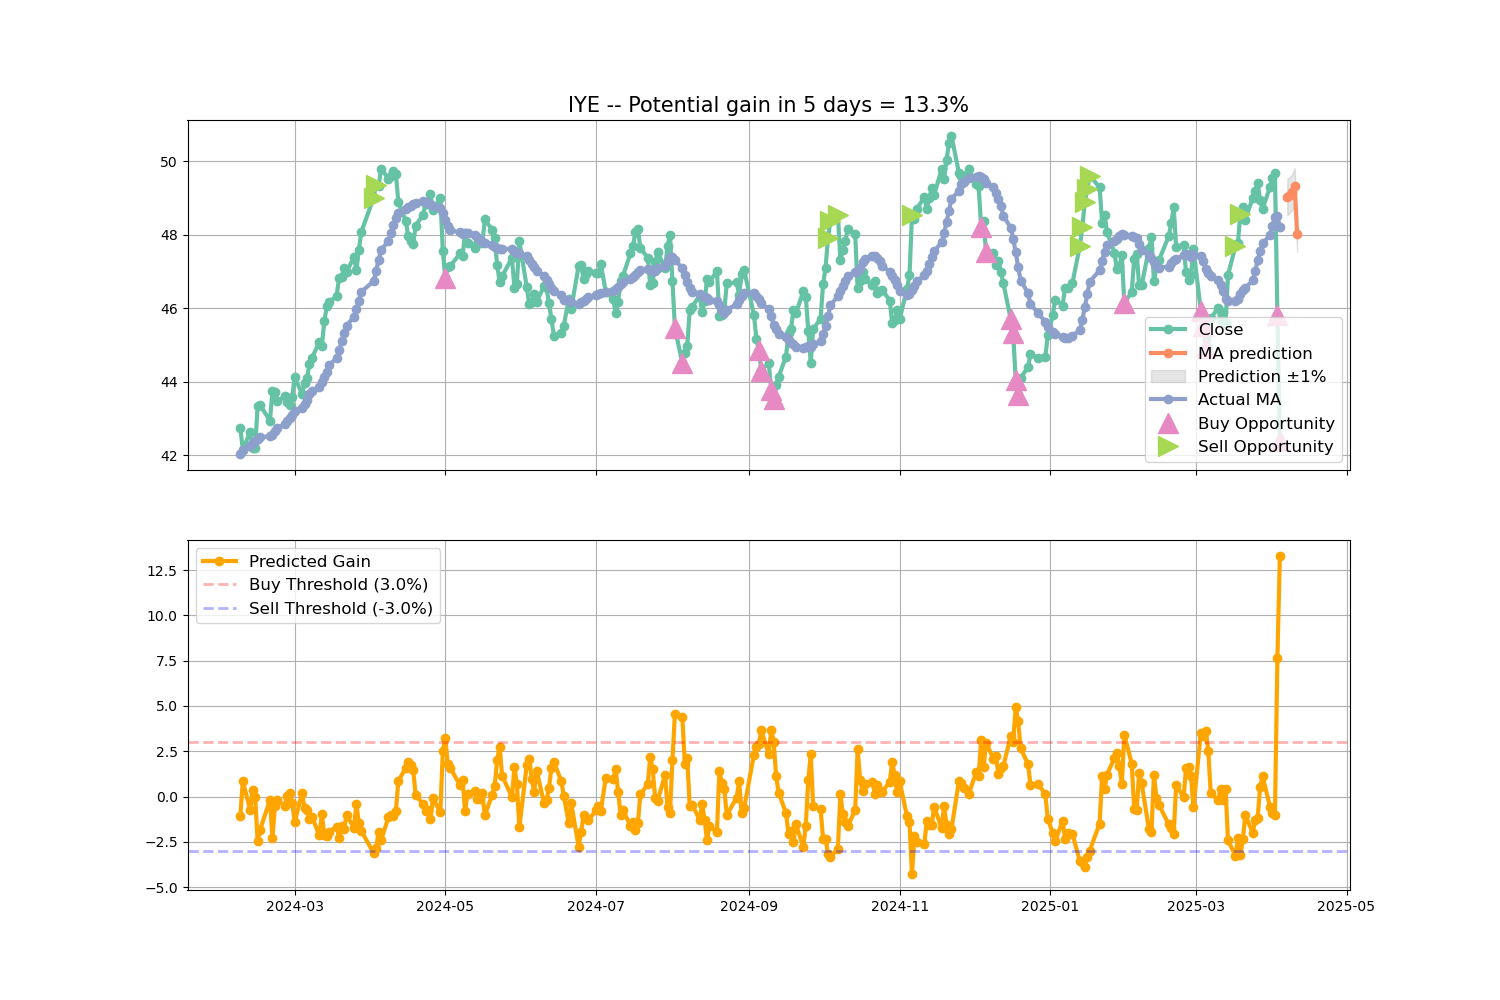 IYE -- Potential gain in 5 days = 13.3%
50
48
46
44
42
Close
MA prediction
Prediction ±1%
Actual MA
Buy Opportunity
Sell Opportunity
Predicted Gain
Buy Threshold (3.0%)
Sell Threshold (-3.0%)
12.5
10.0
7.5
5.0
2.5
0.0
−2.5
−5.0
2024-03 2024-05 2024-07 2024-09 2024-11 2025-01 2025-03 2025-05